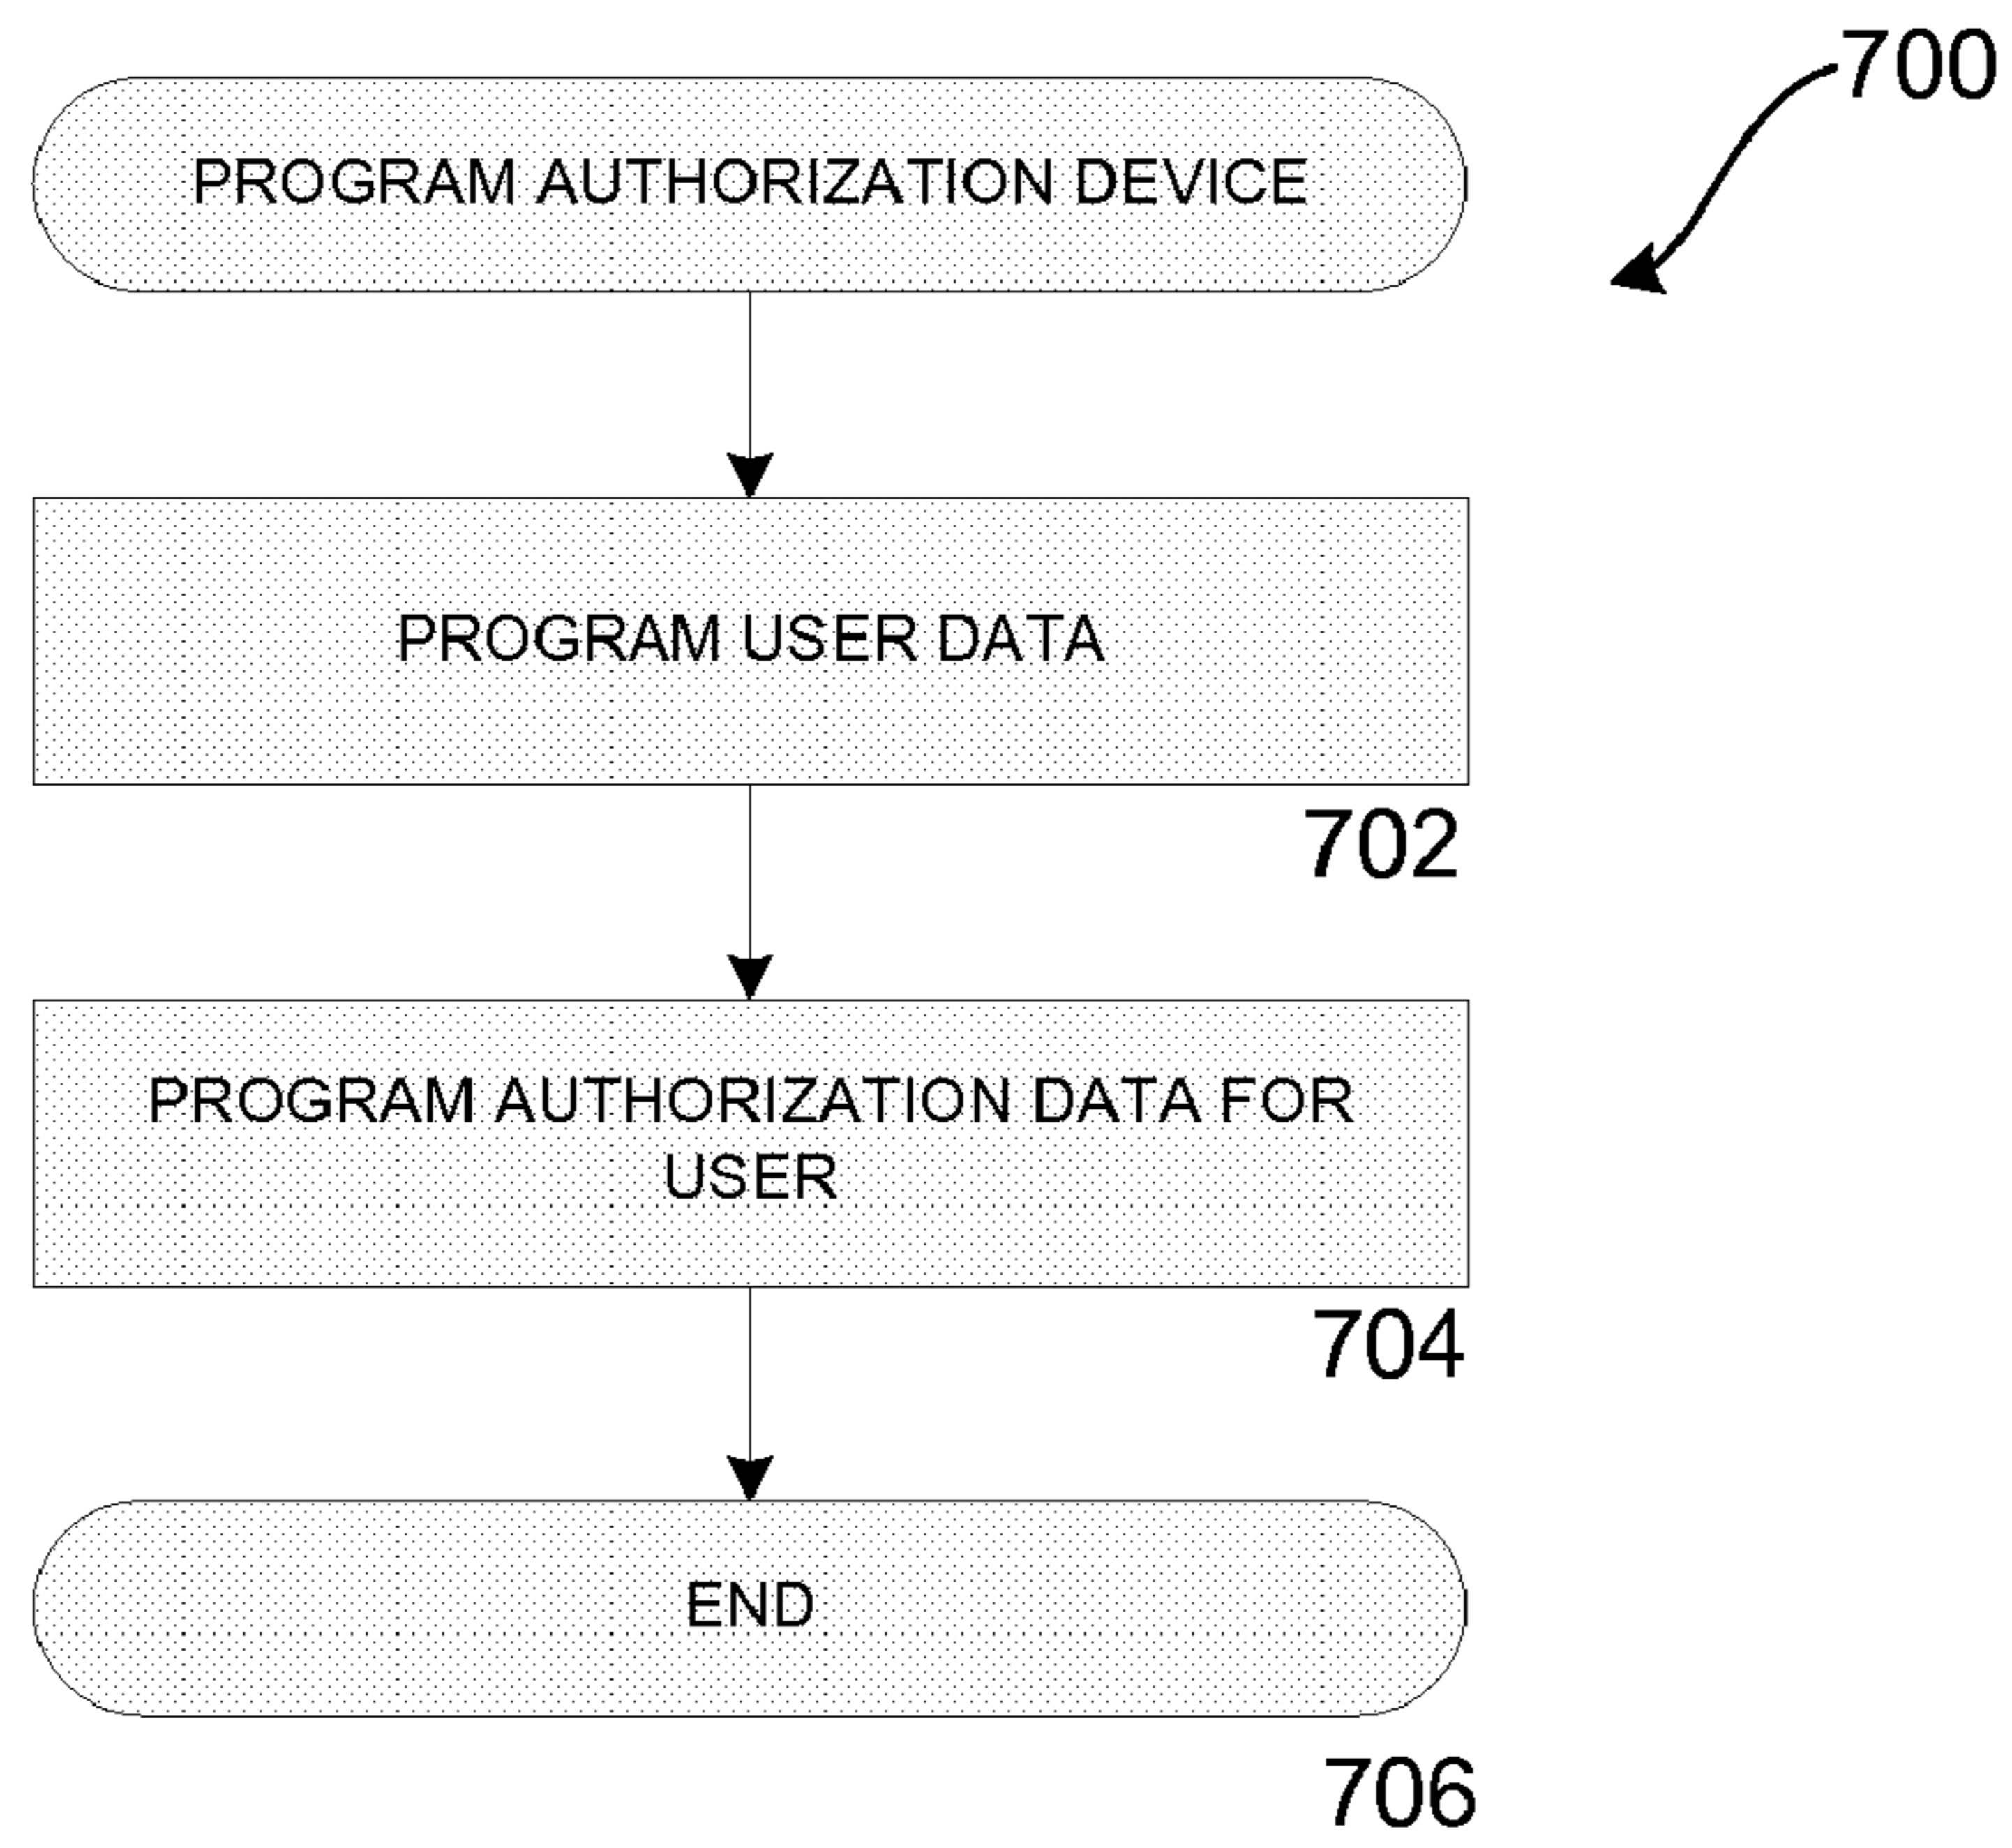 700
PROGRAM AUTHORIZATION DEVICE
PROGRAM USER DATA
702
PROGRAM AUTHORIZATION DATA FOR
USER
704
END
706